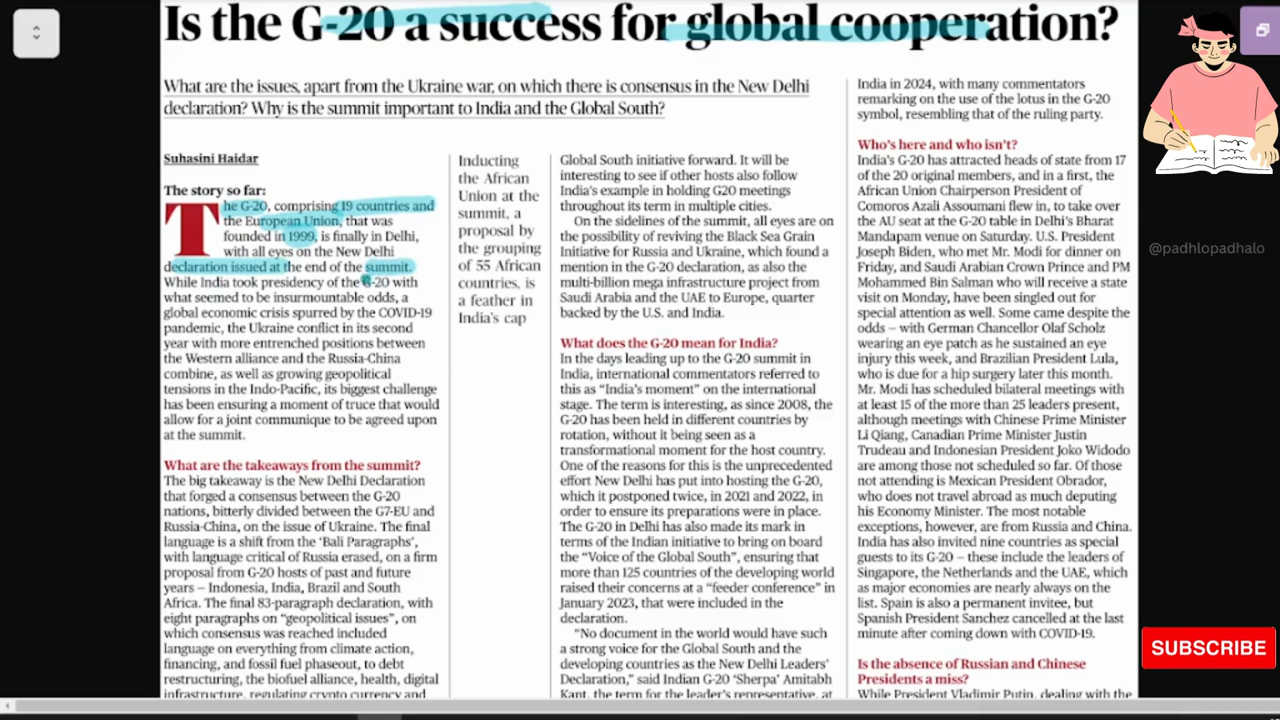 Is the G-20 a success for global cooperation?
What are the issues, apart from the Ukraine war, on which there is consensus in the New Delhi
declaration? Why is the summit important to India and the Global South?
Suhasini Haidar
The story so far:
The G-20, comprising 19 countries and
the European Union, that was
founded in 1999, is finally in Delhi,
with all eyes on the New Delhi
declaration issued at the end of the summit.
While India took presidency of the G-20 with
what seemed to be insurmountable odds, a
global economic crisis spurred by the COVID-19
pandemic, the Ukraine conflict in its second
year with more entrenched positions between
the Western alliance and the Russia-China
combine, as well as growing geopolitical
tensions in the Indo-Pacific, its biggest challenge
has been ensuring a moment of truce that would
allow for a joint communique to be agreed upon
at the summit.
What are the takeaways from the summit?
The big takeaway is the New Delhi Declaration
that forged a consensus between the G-20
nations, bitterly divided between the G7-EU and
Russia-China, on the issue of Ukraine. The final
language is a shift from the 'Bali Paragraphs',
with language critical of Russia erased, on a firm
proposal from G-20 hosts of past and future
years – Indonesia, India, Brazil and South
Africa. The final 83-paragraph declaration, with
eight paragraphs on "geopolitical issues", on
which consensus was reached included
language on everything from climate action,
financing, and fossil fuel phaseout, to debt
restructuring, the biofuel alliance, health, digital
infrastructure, regulating crypto currency and
Inducting
the African
Union at the
summit, a
proposal by
the grouping
of 55 African
countries, is
a feather in
India's cap
Global South initiative forward. It will be
interesting to see if other hosts also follow
India's example in holding G20 meetings
throughout its term in multiple cities.
On the sidelines of the summit, all eyes are on
the possibility of reviving the Black Sea Grain
Initiative for Russia and Ukraine, which found a
mention in the G-20 declaration, as also the
multi-billion mega infrastructure project from
Saudi Arabia and the UAE to Europe, quarter
backed by the U.S. and India.
What does the G-20 mean for India?
In the days leading up to the G-20 summit in
India, international commentators referred to
this as "India's moment" on the international
stage. The term is interesting, as since 2008, the
G-20 has been held in different countries by
rotation, without it being seen as a
transformational moment for the host country.
One of the reasons for this is the unprecedented
effort New Delhi has put into hosting the G-20,
which it postponed twice, in 2021 and 2022, in
order to ensure its preparations were in place.
The G-20 in Delhi has also made its mark in
terms of the Indian initiative to bring on board
the "Voice of the Global South", ensuring that
more than 125 countries of the developing world
raised their concerns at a "feeder conference" in
January 2023, that were included in the
declaration.
"No document in the world would have such
a strong voice for the Global South and the
developing countries as the New Delhi Leaders'
Declaration," said Indian G-20 'Sherpa' Amitabh
Kant, the term for the leader's representative, at
India in 2024, with many commentators
remarking on the use of the lotus in the G-20
symbol, resembling that of the ruling party.
Who's here and who isn't?
India's G-20 has attracted heads of state from 17
of the 20 original members, and in a first, the
African Union Chairperson President of
Comoros Azali Assoumani flew in, to take over
the AU seat at the G-20 table in Delhi's Bharat
Mandapam venue on Saturday. U.S. President
Joseph Biden, who met Mr. Modi for dinner on
Friday, and Saudi Arabian Crown Prince and PM
Mohammed Bin Salman who will receive a state
visit on Monday, have been singled out for
special attention as well. Some came despite the
odds – with German Chancellor Olaf Scholz
wearing an eye patch as he sustained an eye
injury this week, and Brazilian President Lula,
who is due for a hip surgery later this month.
Mr. Modi has scheduled bilateral meetings with
at least 15 of the more than 25 leaders present,
although meetings with Chinese Prime Minister
Li Qiang, Canadian Prime Minister Justin
Trudeau and Indonesian President Joko Widodo
are among those not scheduled so far. Of those
not attending is Mexican President Obrador,
who does not travel abroad as much deputing
his Economy Minister. The most notable
exceptions, however, are from Russia and China.
India has also invited nine countries as special
guests to its G-20 – these include the leaders of
Singapore, the Netherlands and the UAE, which
as major economies are nearly always on the
list. Spain is also a permanent invitee, but
Spanish President Sanchez cancelled at the last
minute after coming down with COVID-19.
Is the absence of Russian and Chinese
Presidents a miss?
While President Vladimir Putin, dealing with the
@padhlopadhalo
SUBSCRIBE